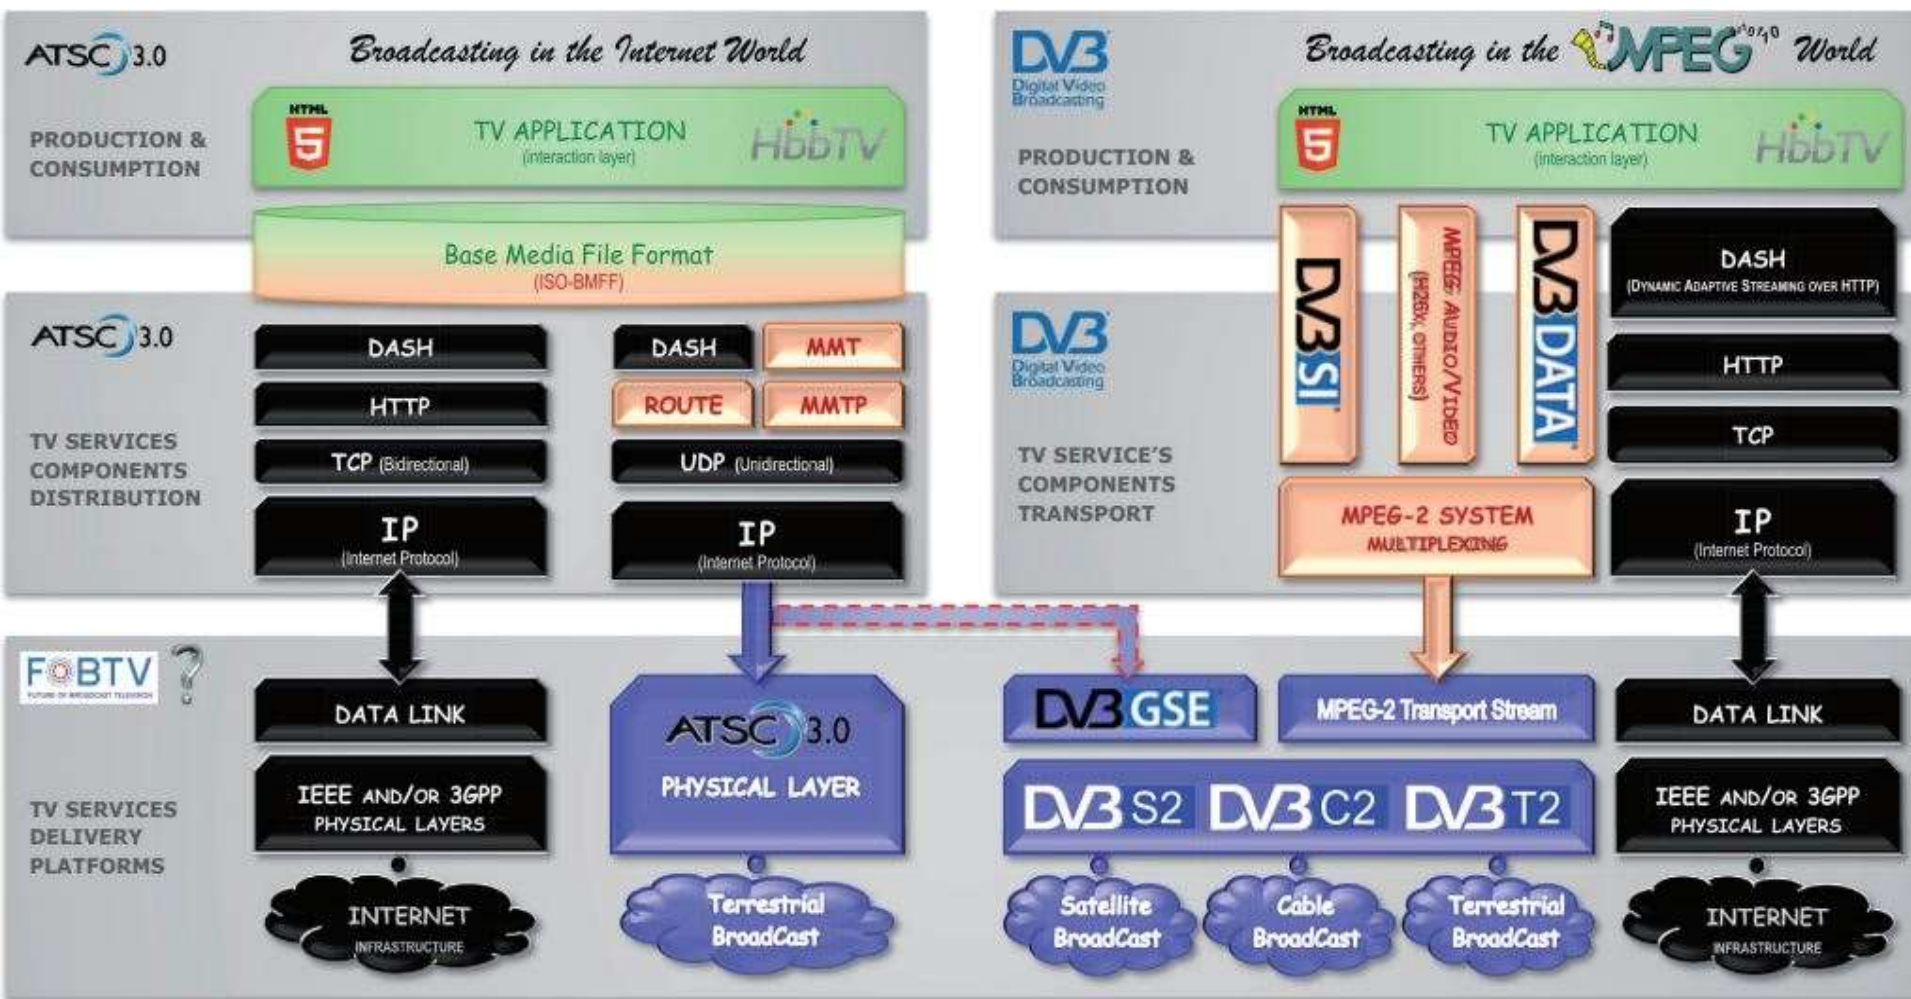 ATSC 3.0
Broadcasting in the Internet World
PRODUCTION &
CONSUMPTION
HTML
5
TV APPLICATION
(interaction layer)
HbbTV
Base Media File Format
(ISO-BMFF)
ATSC 3.0
TV SERVICES
COMPONENTS
DISTRIBUTION
DASH
HTTP
TCP (Bidirectional)
IP
(Internet Protocol)
DASH
MMT
ROUTE
MMTP
UDP (Unidirectional)
IP
(Internet Protocol)
FOBTV ?
FUTURE OF BROADCAST TELEVISION
TV SERVICES
DELIVERY
PLATFORMS
DATA LINK
IEEE AND/OR 3GPP
PHYSICAL LAYERS
INTERNET
INFRASTRUCTURE
ATSC 3.0
PHYSICAL LAYER
Terrestrial
BroadCast
DVB
Digital Video
Broadcasting
Broadcasting in the MPEG World
PRODUCTION &
CONSUMPTION
HTML
5
TV APPLICATION
(interaction layer)
HbbTV
DVB
Digital Video
Broadcasting
TV SERVICE'S
COMPONENTS
TRANSPORT
DVB SI
MPEG AUDIO/VIDEO
(H26x, OTHERS)
DVB DATA
DASH
(DYNAMIC ADAPTIVE STREAMING OVER HTTP)
HTTP
TCP
MPEG-2 SYSTEM
MULTIPLEXING
IP
(Internet Protocol)
DVB GSE
MPEG-2 Transport Stream
DATA LINK
DVB S2 DVB C2 DVB T2
IEEE AND/OR 3GPP
PHYSICAL LAYERS
Satellite
BroadCast
Cable
BroadCast
Terrestrial
BroadCast
INTERNET
INFRASTRUCTURE